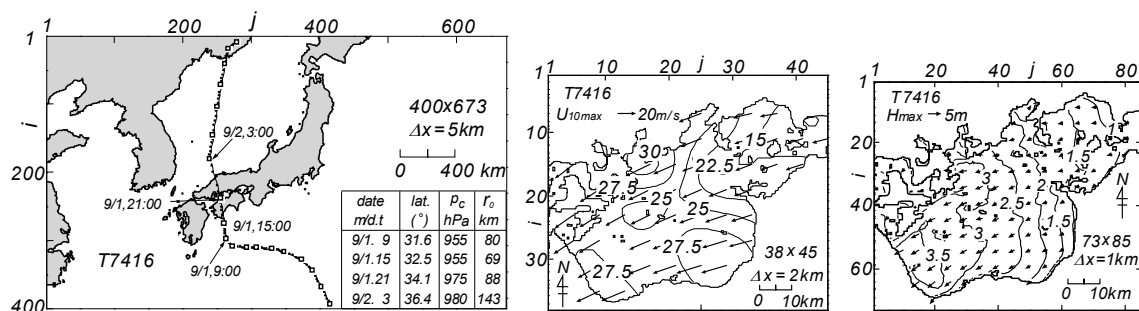 1 200 j 400 600
1
i
200
400
400x673
Δx=5km
0 400 km
9/2,3:00
9/1,21:00
9/1,15:00
9/1,9:00
T7416
date lat. pc r₀
m/d.t (°) hPa km
9/1. 9 31.6 955 80
9/1.15 32.5 955 69
9/1.21 34.1 975 88
9/2. 3 36.4 980 143
1 10 20 j 30 40
1
10
20
i
30
T7416
U10max → 20m/s
15
30
22.5
27.5
25
27.5
27.5
38x45
Δx=2km
N
0 10km
1 20 40 j 60 80
1
20
i
40
60
T7416
Hmax → 5m
1
1.5
3
2
2.5
3
1.5
3.5
N
73x85
Δx=1km
0 10km